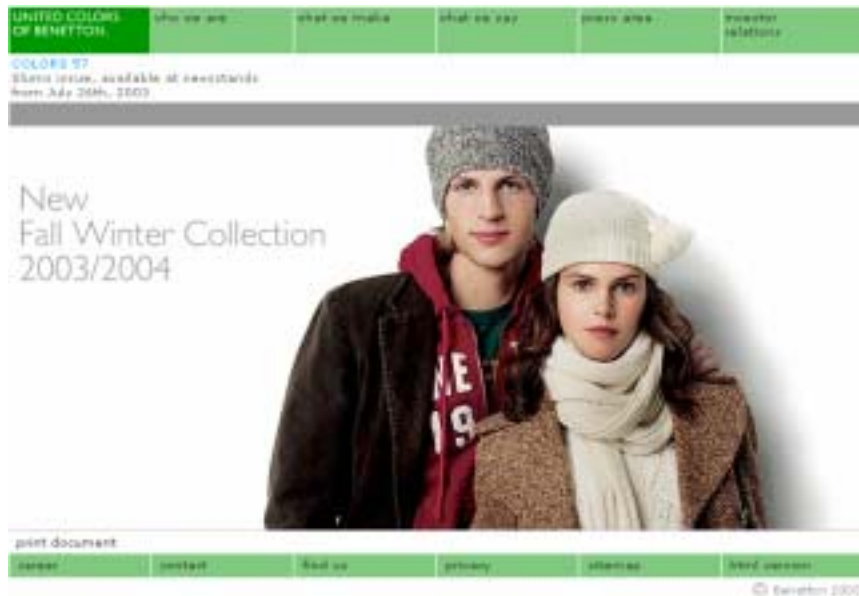 UNITED COLORS
OF BENETTON.
who we are
what we make
what we say
press area
investor
relations
COLORS 57
Slums issue, available at newsstands
from July 26th, 2003
New
Fall Winter Collection
2003/2004
print document
career
contact
find us
privacy
sitemap
html version
© Benetton